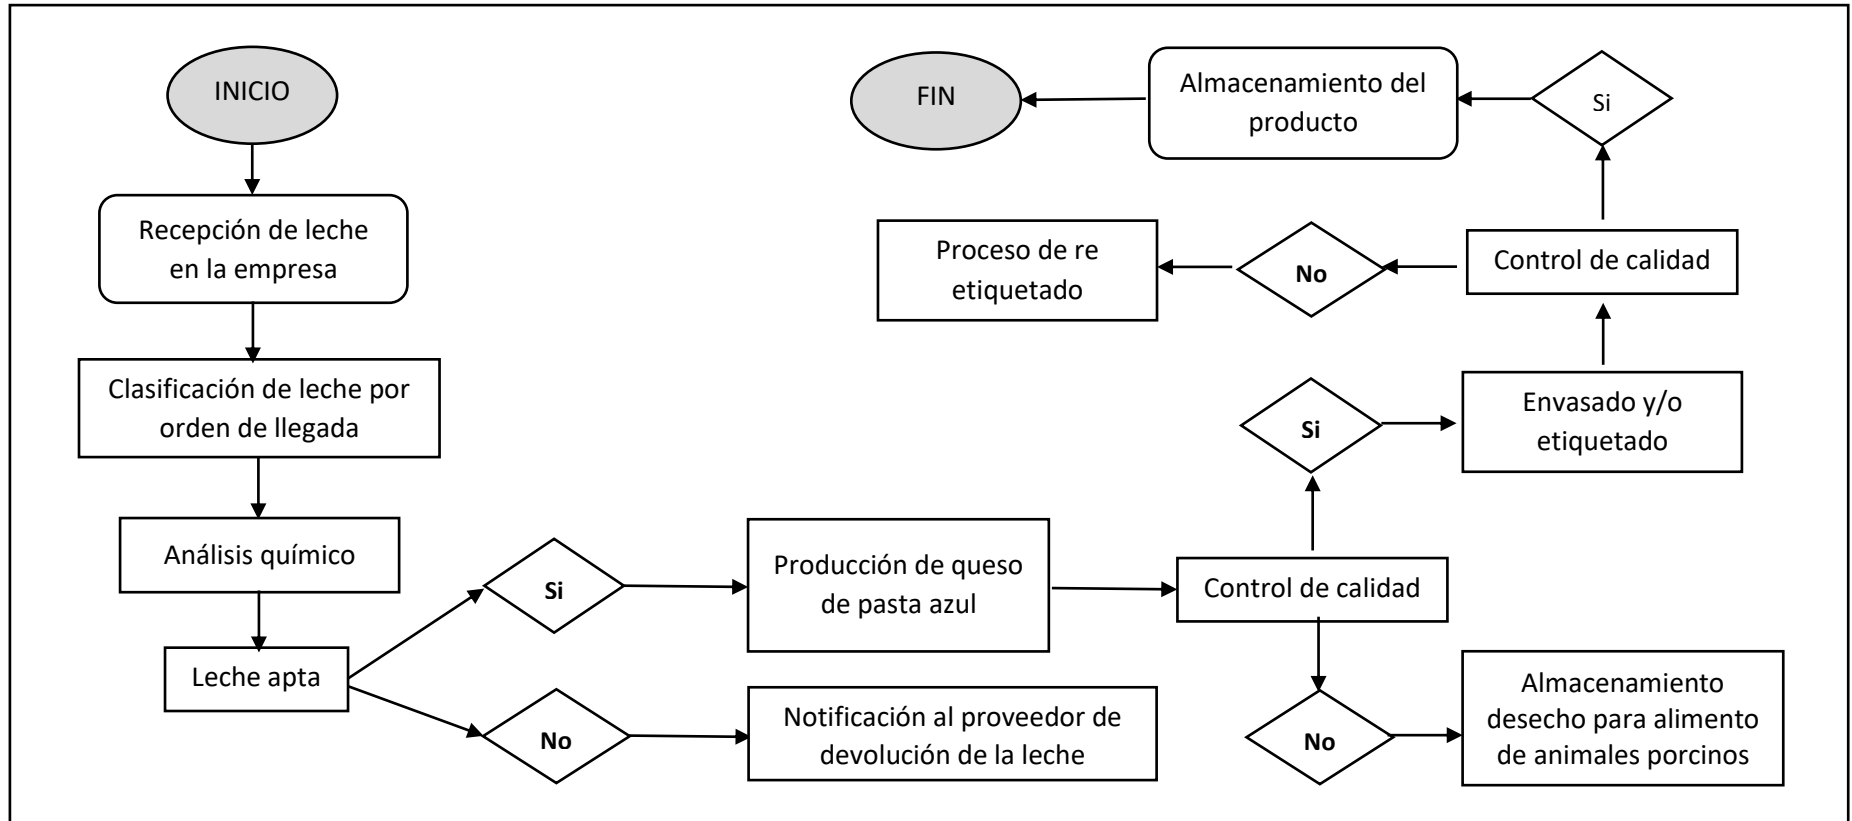 INICIO
Recepción de leche
en la empresa
Clasificación de leche por
orden de llegada
Análisis químico
Leche apta
Si
No
Producción de queso
de pasta azul
Notificación al proveedor de
devolución de la leche
Control de calidad
Si
No
Almacenamiento
desecho para alimento
de animales porcinos
Envasado y/o
etiquetado
Control de calidad
No
Proceso de re
etiquetado
Si
Almacenamiento del
producto
FIN